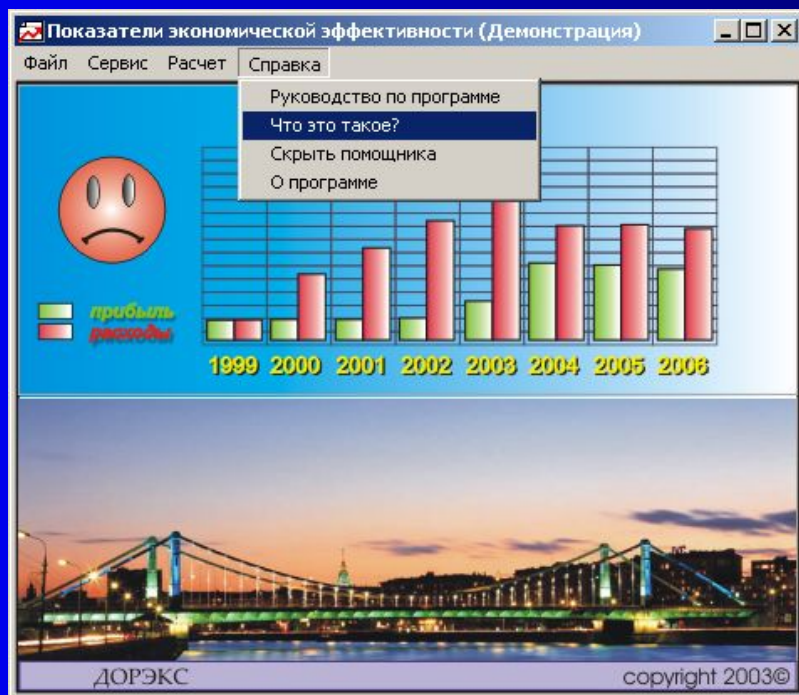 Показатели экономической эффективности (Демонстрация)
Файл Сервис Расчет Справка
Руководство по программе
Что это такое?
Скрыть помощника
О программе
прибыль
расходы
1999 2000 2001 2002 2003 2004 2005 2006
ДОРЭКС copyright 2003©